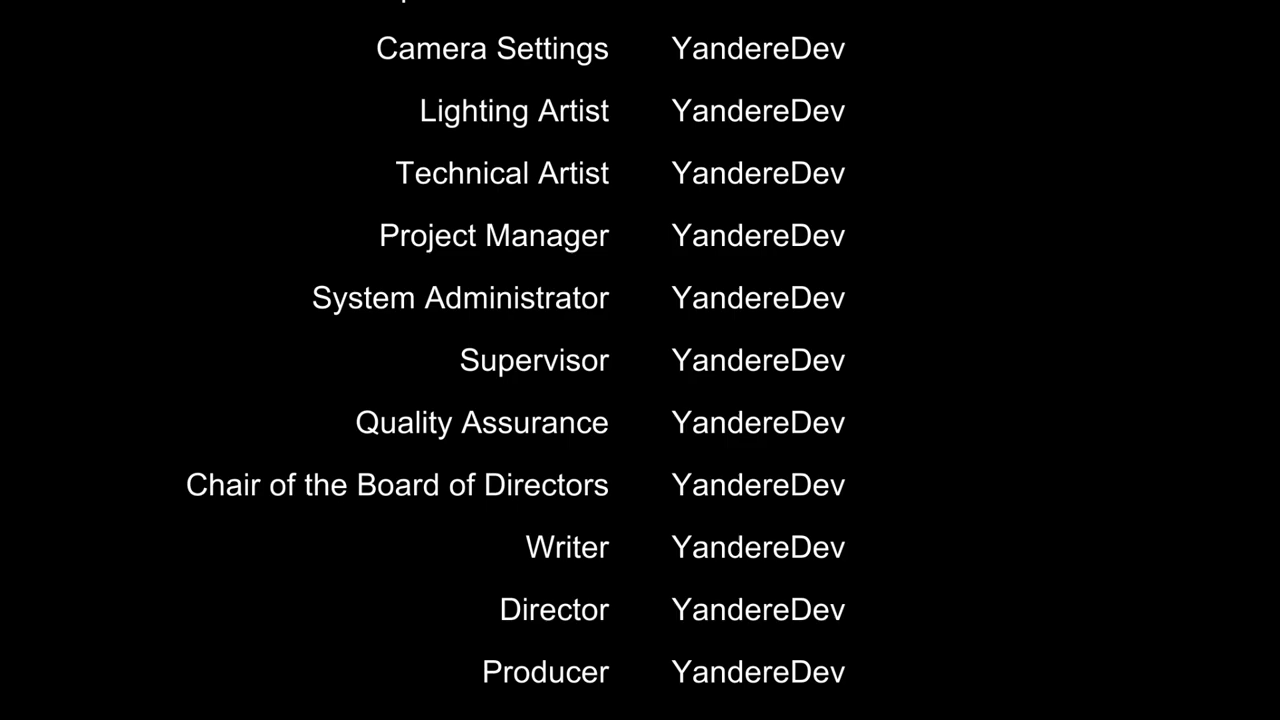 Camera Settings YandereDev
Lighting Artist YandereDev
Technical Artist YandereDev
Project Manager YandereDev
System Administrator YandereDev
Supervisor YandereDev
Quality Assurance YandereDev
Chair of the Board of Directors YandereDev
Writer YandereDev
Director YandereDev
Producer YandereDev